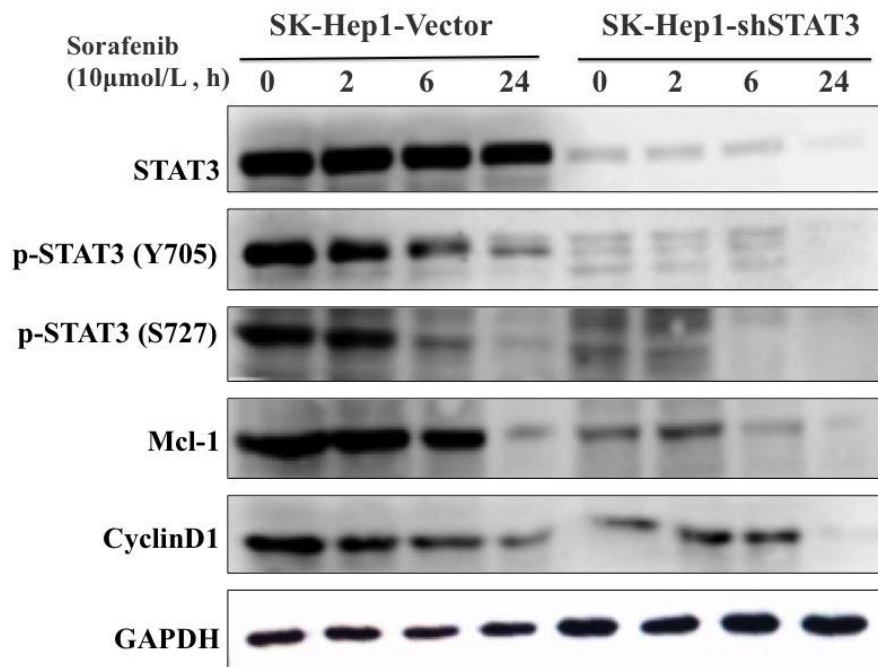 SK-Hep1-Vector SK-Hep1-shSTAT3
Sorafenib
(10μmol/L , h) 0 2 6 24 0 2 6 24
STAT3
p-STAT3 (Y705)
p-STAT3 (S727)
Mcl-1
CyclinD1
GAPDH